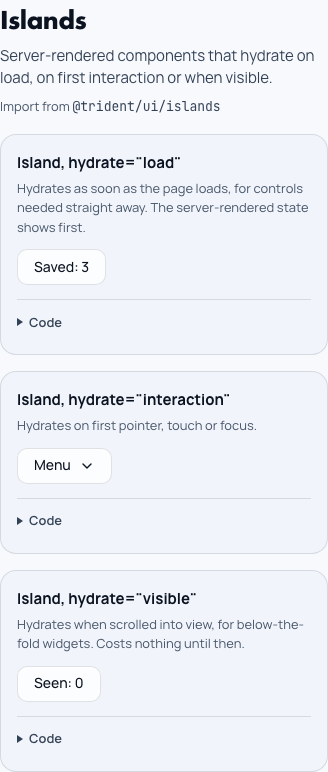 Islands
Server-rendered components that hydrate on
load, on first interaction or when visible.
Import from @trident/ui/islands
Island, hydrate="load"
Hydrates as soon as the page loads, for controls
needed straight away. The server-rendered state
shows first.
Saved: 3
Code
Island, hydrate="interaction"
Hydrates on first pointer, touch or focus.
Menu
Code
Island, hydrate="visible"
Hydrates when scrolled into view, for below-the-
fold widgets. Costs nothing until then.
Seen: 0
Code